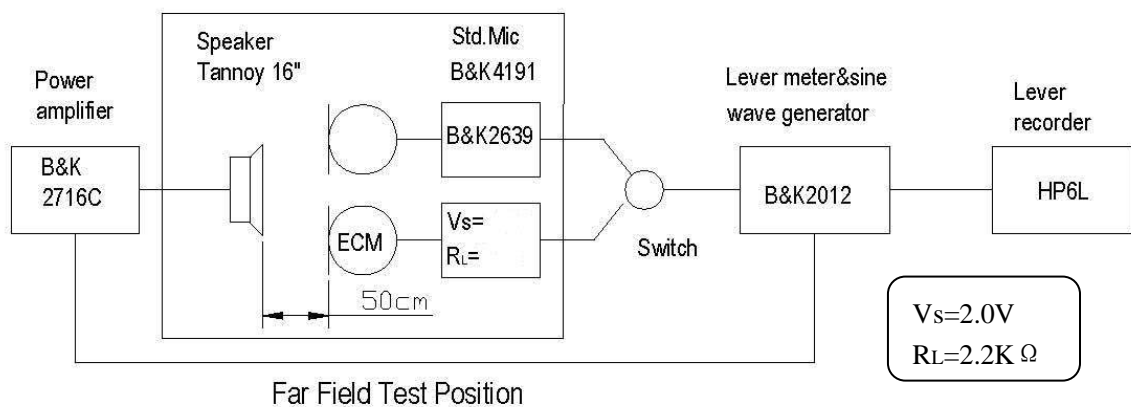 Speaker
Tannoy 16"
Std.Mic
B&K4191
Power
amplifier
Lever meter&sine
wave generator
Lever
recorder
B&K
2716C
B&K2639
B&K2012
HP6L
ECM
Vs=
RL=
Switch
50cm
Vs=2.0V
RL=2.2K Ω
Far Field Test Position